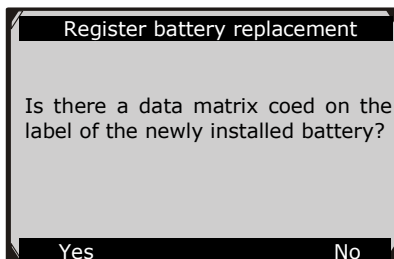 Register battery replacement
Is there a data matrix coed on the
label of the newly installed battery?
Yes No